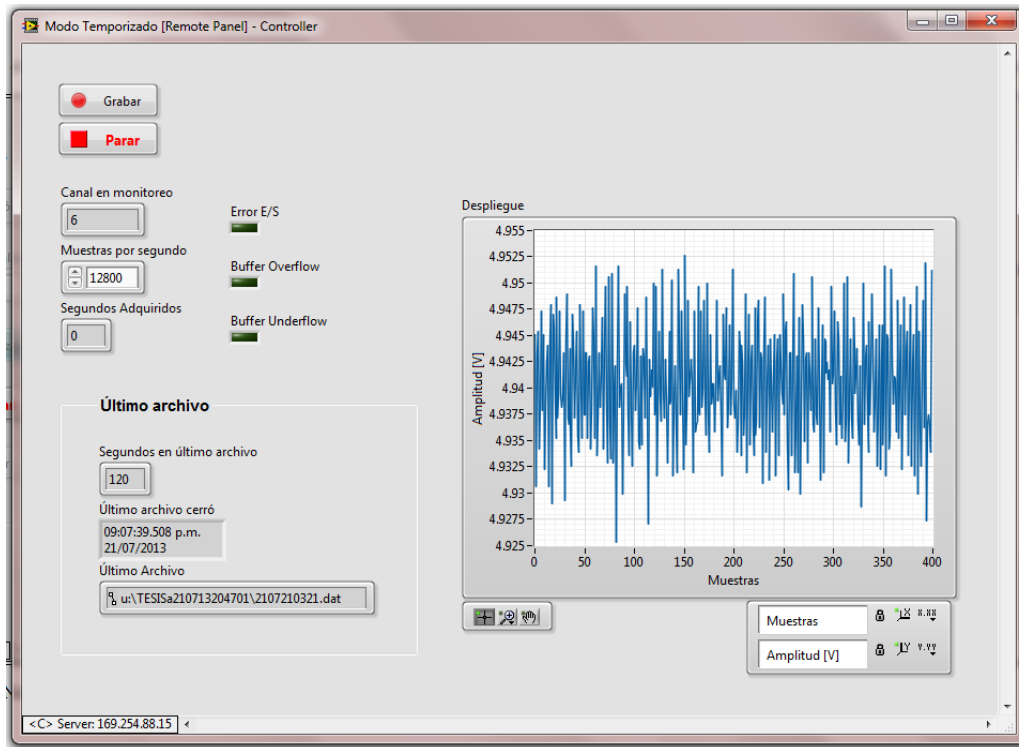 Modo Temporizado [Remote Panel] - Controller
Grabar
Parar
Canal en monitoreo
6
Muestras por segundo
12800
Segundos Adquiridos
0
Error E/S
Buffer Overflow
Buffer Underflow
Último archivo
Segundos en último archivo
120
Último archivo cerró
09:07:39.508 p.m.
21/07/2013
Último Archivo
u:\TESISa210713204701\2107210321.dat
Despliegue
Amplitud [V]
4.955
4.9525
4.95
4.9475
4.945
4.9425
4.94
4.9375
4.935
4.9325
4.93
4.9275
4.925
0 50 100 150 200 250 300 350 400
Muestras
Muestras
Amplitud [V]
<C> Server: 169.254.88.15